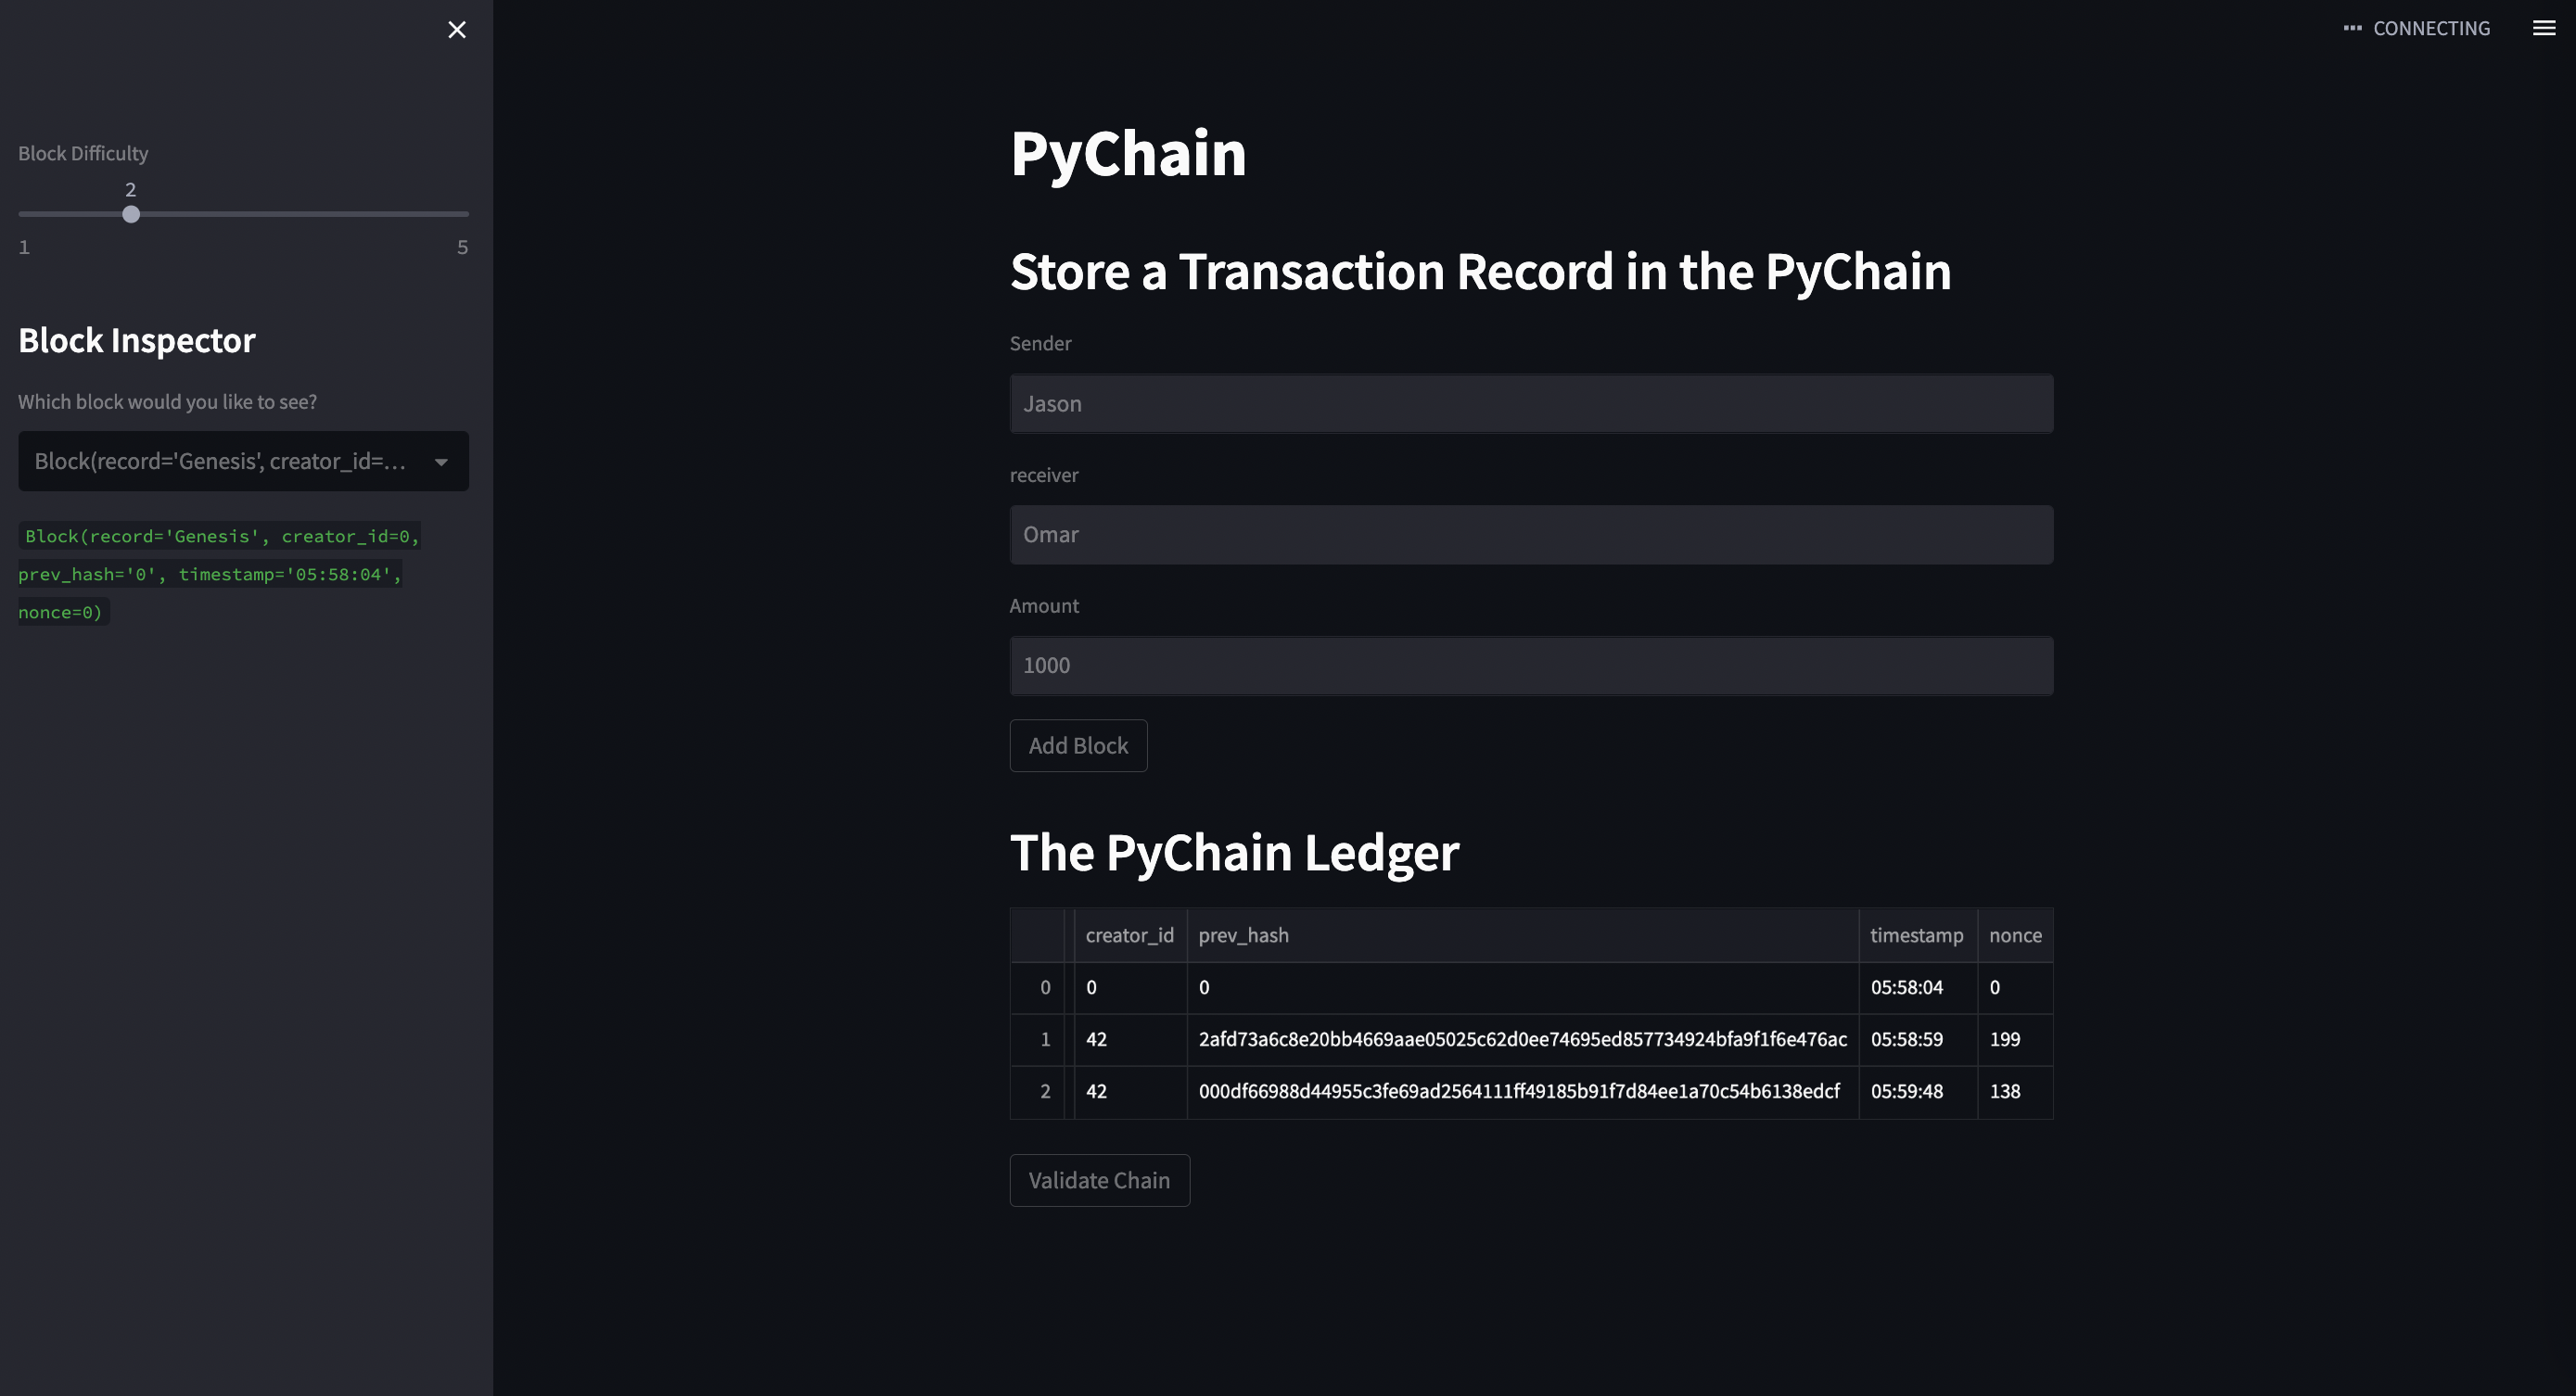 CONNECTING
Block Difficulty
2
1 5
Block Inspector
Which block would you like to see?
Block(record='Genesis', creator_id=...
Block(record='Genesis', creator_id=0,
prev_hash='0', timestamp='05:58:04',
nonce=0)
PyChain
Store a Transaction Record in the PyChain
Sender
Jason
receiver
Omar
Amount
1000
Add Block
The PyChain Ledger
creator_id prev_hash timestamp nonce
0 0 0 05:58:04 0
1 42 2afd73a6c8e20bb4669aae05025c62d0ee74695ed857734924bfa9f1f6e476ac 05:58:59 199
2 42 000df66988d44955c3fe69ad2564111ff49185b91f7d84ee1a70c54b6138edcf 05:59:48 138
Validate Chain